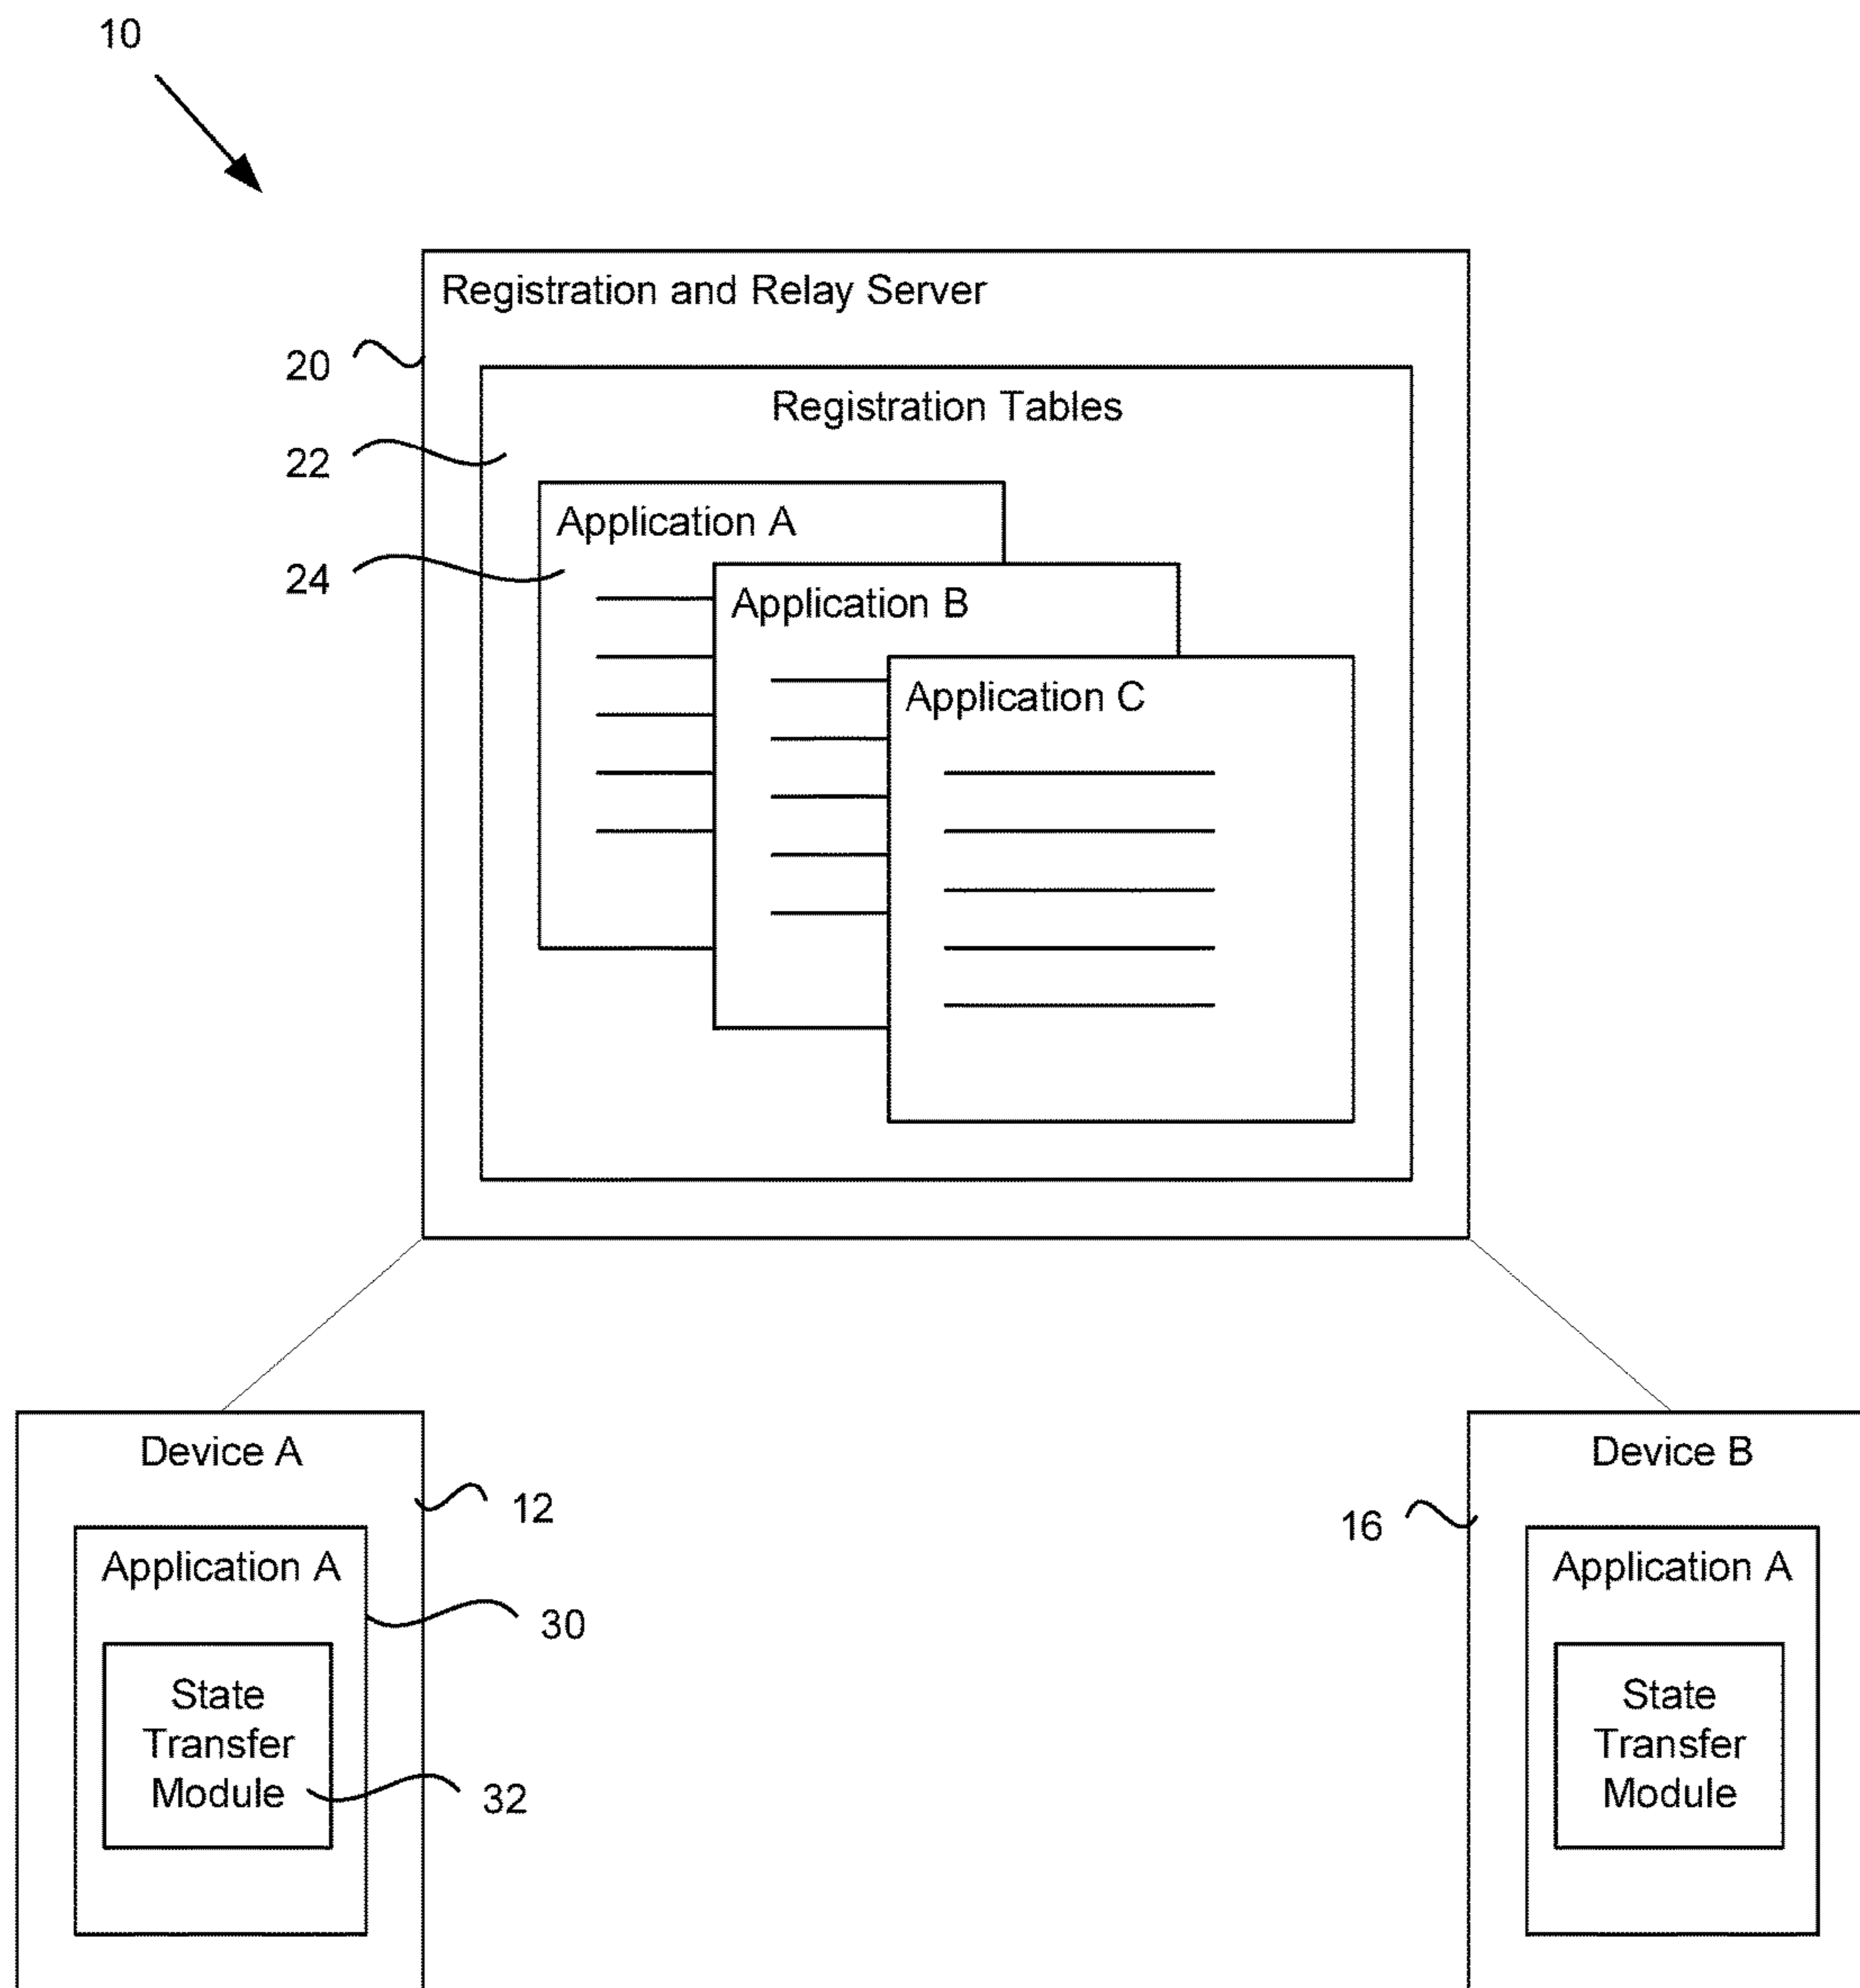 10
Registration and Relay Server
20
Registration Tables
22
Application A
24
Application B
Application C
Device A
12
Application A
30
State
Transfer
Module
32
Device B
16
Application A
State
Transfer
Module